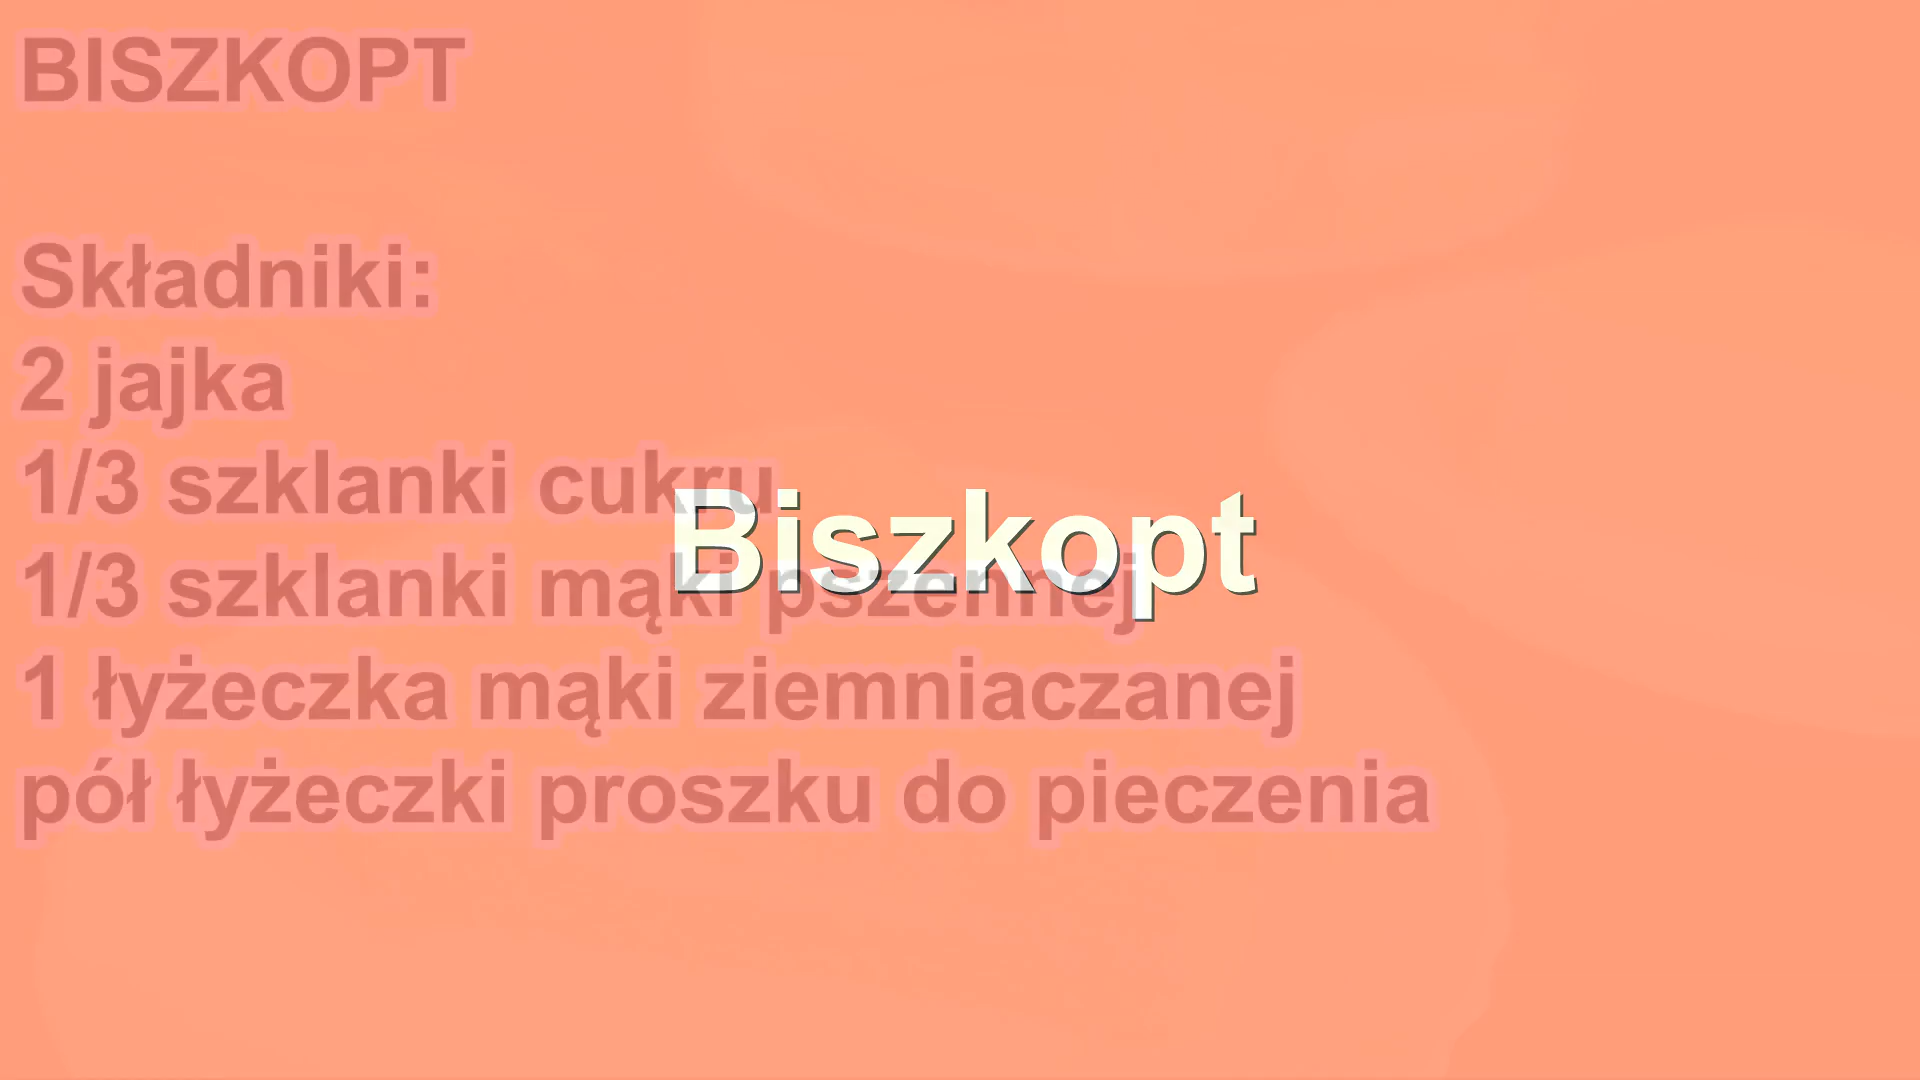 BISZKOPT
Składniki:
2 jajka
1/3 szklanki cukru
Biszkopt
1/3 szklanki mąki pszennej
1 łyżeczka mąki ziemniaczanej
pół łyżeczki proszku do pieczenia